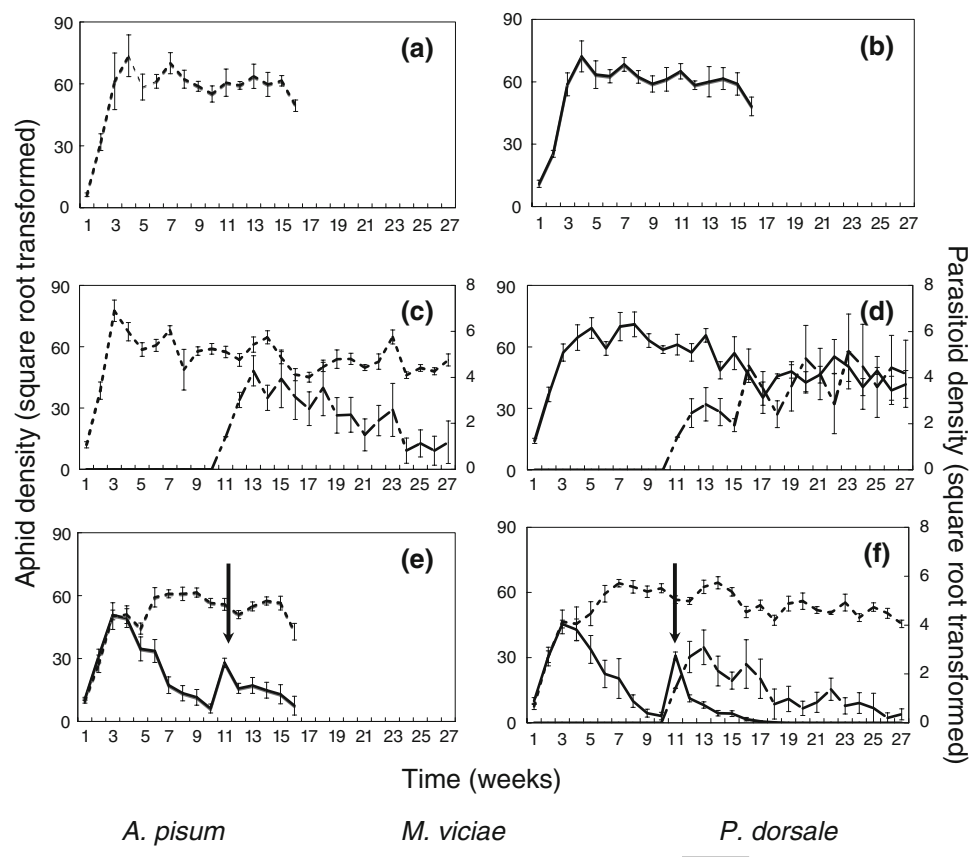 90
60
30
0
(a)
1 3 5 7 9 11 13 15 17 19 21 23 25 27
90
60
30
0
(b)
1 3 5 7 9 11 13 15 17 19 21 23 25 27
Aphid density (square root transformed)
90
60
30
0
(c)
8
6
4
2
0
1 3 5 7 9 11 13 15 17 19 21 23 25 27
90
60
30
0
(d)
8
6
4
2
0
1 3 5 7 9 11 13 15 17 19 21 23 25 27
Parasitoid density (square root transformed)
90
60
30
0
(e)
1 3 5 7 9 11 13 15 17 19 21 23 25 27
90
60
30
0
(f)
8
6
4
2
0
1 3 5 7 9 11 13 15 17 19 21 23 25 27
Time (weeks)
A. pisum M. viciae P. dorsale